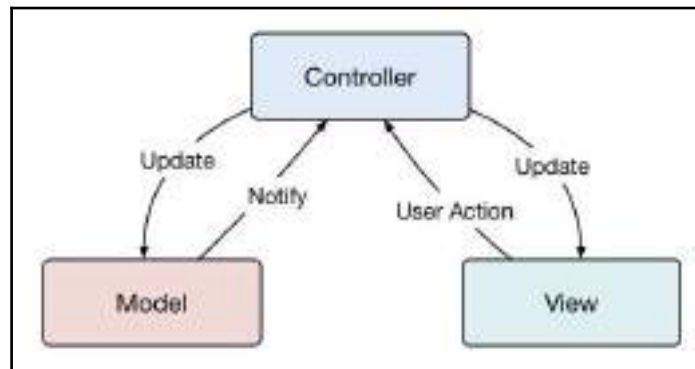 Controller
Update
Update
Notify
User Action
Model
View